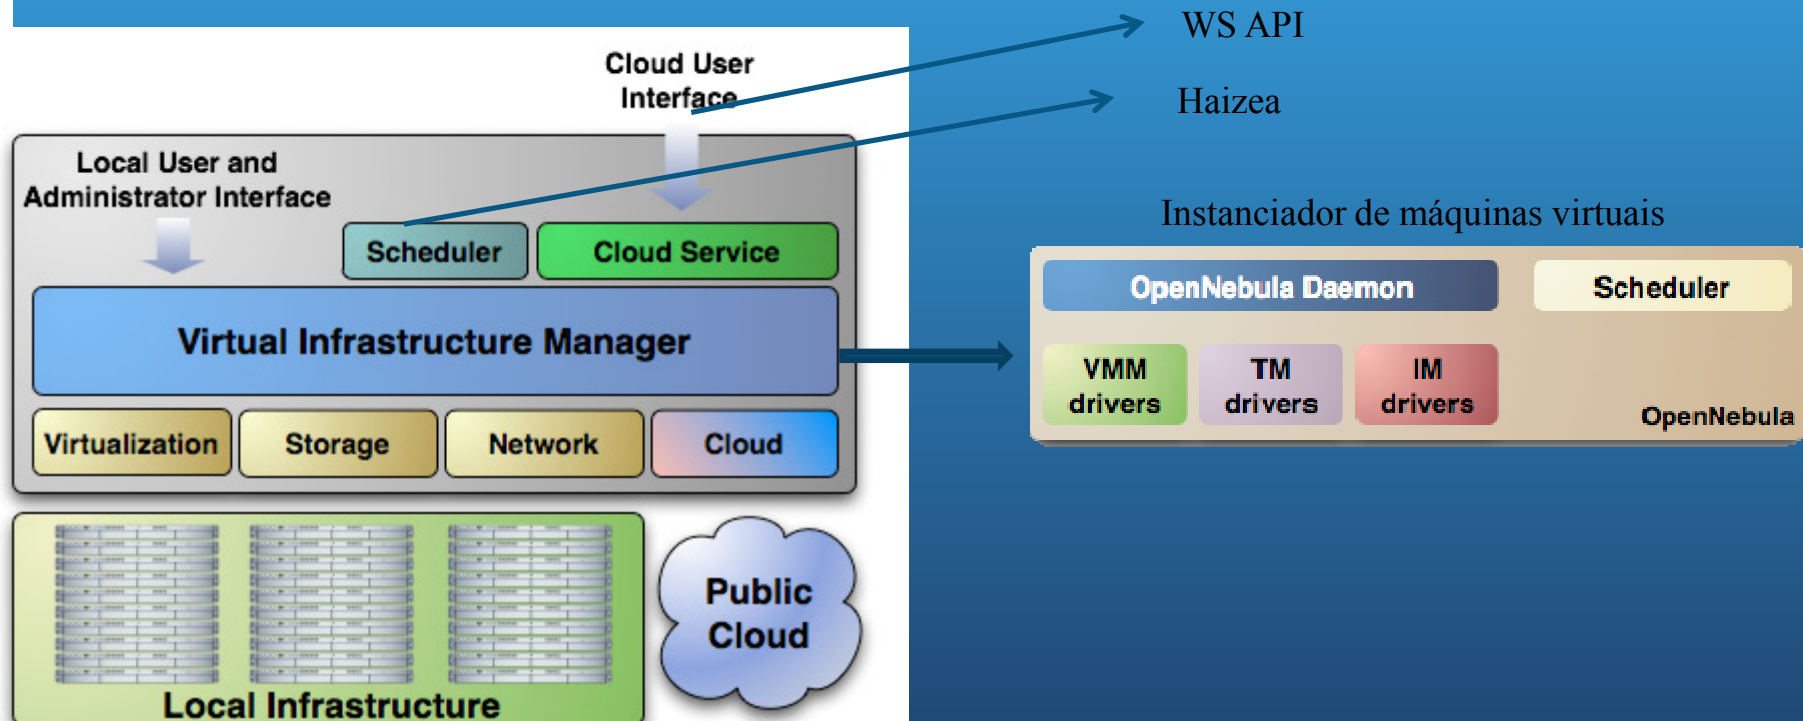 WS API
Cloud User
Interface
Haizea
Local User and
Administrator Interface
Scheduler
Cloud Service
Virtual Infrastructure Manager
Virtualization
Storage
Network
Cloud
Local Infrastructure
Public
Cloud
Instanciador de máquinas virtuais
OpenNebula Daemon
Scheduler
VMM
drivers
TM
drivers
IM
drivers
OpenNebula